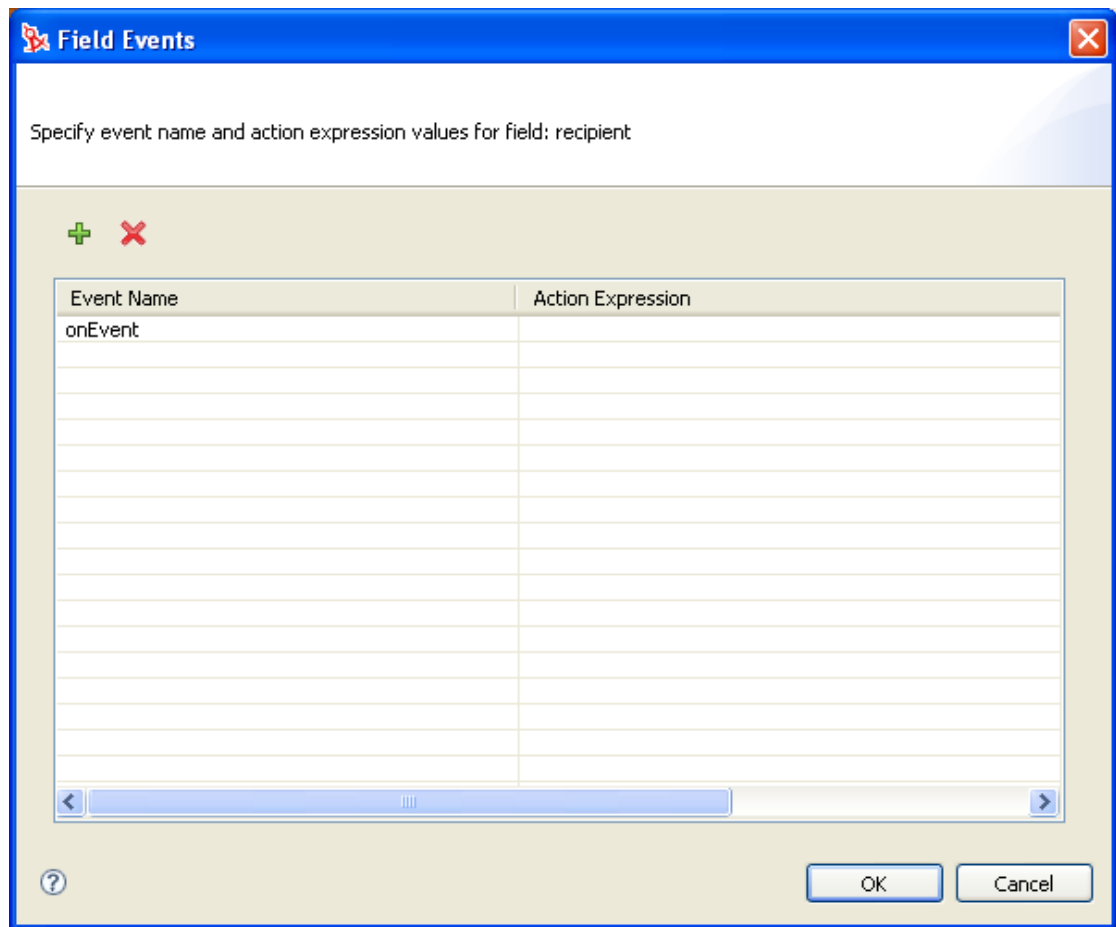 Field Events
Specify event name and action expression values for field: recipient
Event Name Action Expression
onEvent
OK Cancel